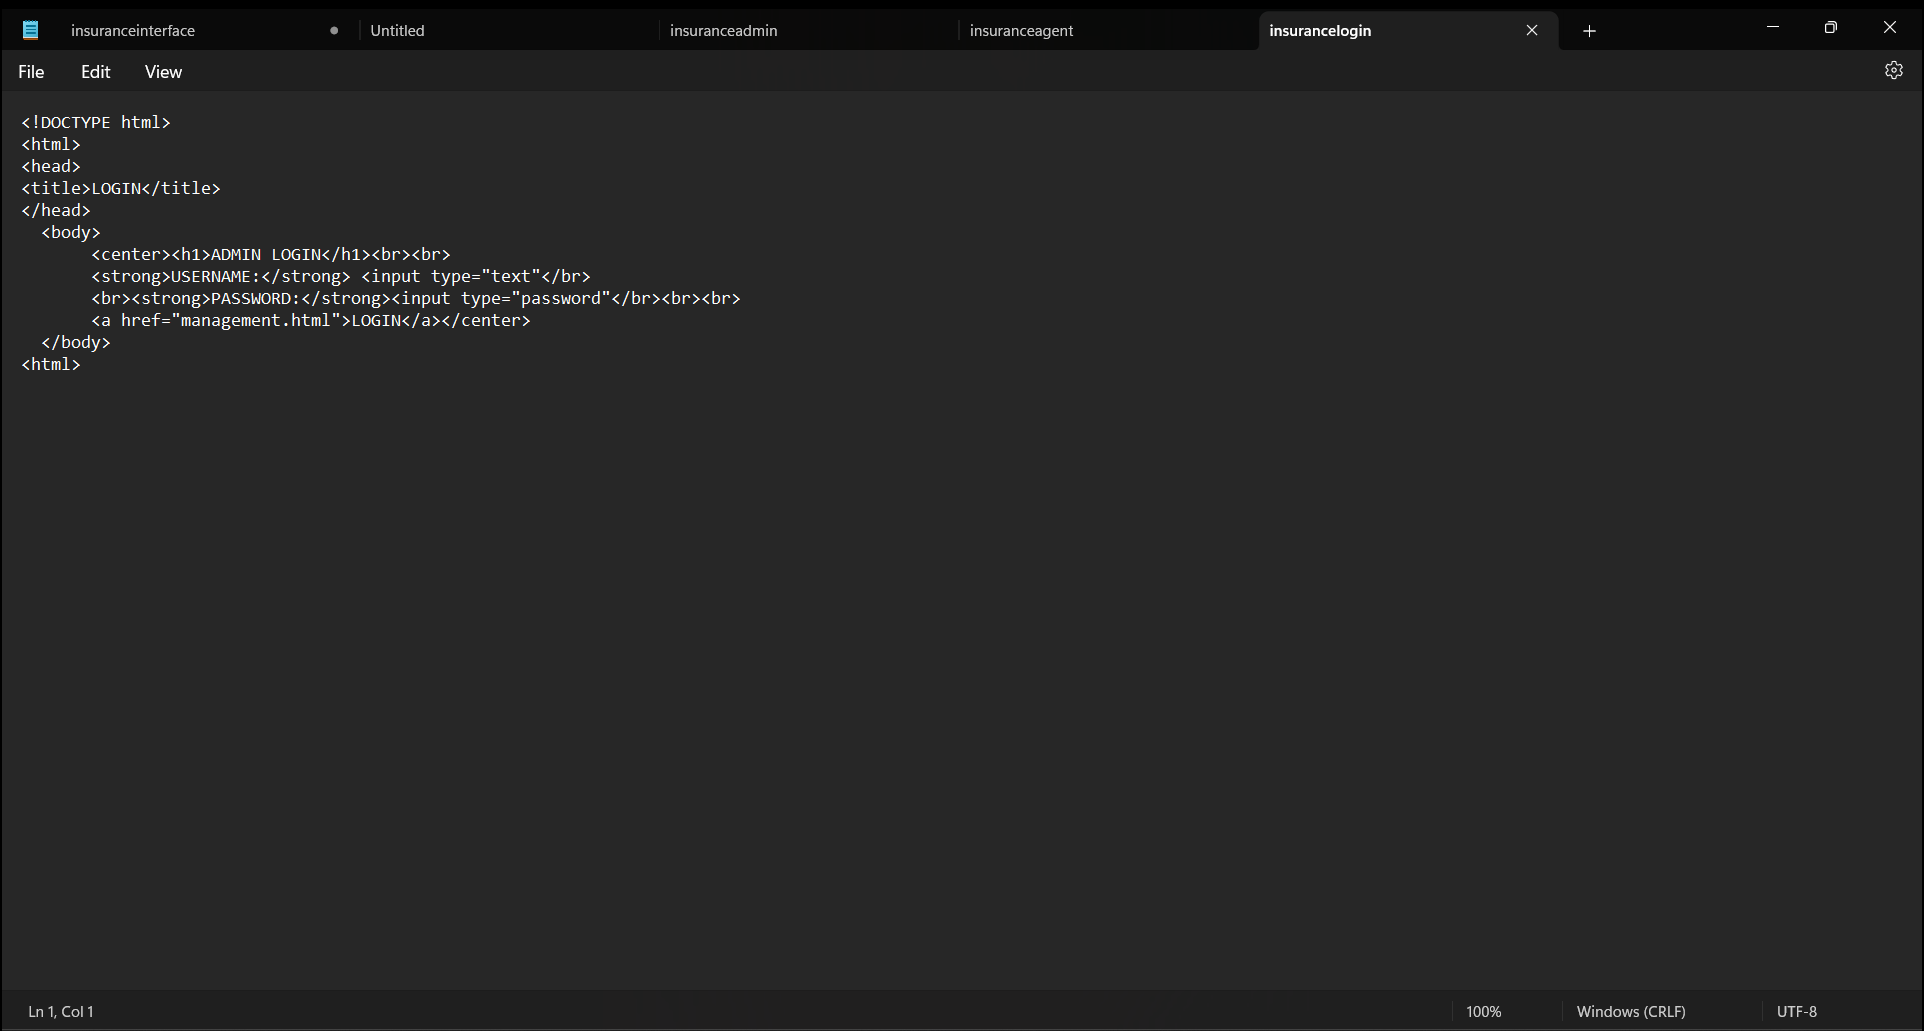 insuranceinterface Untitled insuranceadmin insuranceagent insurancelogin
File Edit View
<!DOCTYPE html>
<html>
<head>
<title>LOGIN</title>
</head>
<body>
<center><h1>ADMIN LOGIN</h1><br><br>
<strong>USERNAME:</strong> <input type="text"</br>
<br><strong>PASSWORD:</strong><input type="password"</br><br><br>
<a href="management.html">LOGIN</a></center>
</body>
<html>
Ln 1, Col 1 100% Windows (CRLF) UTF-8